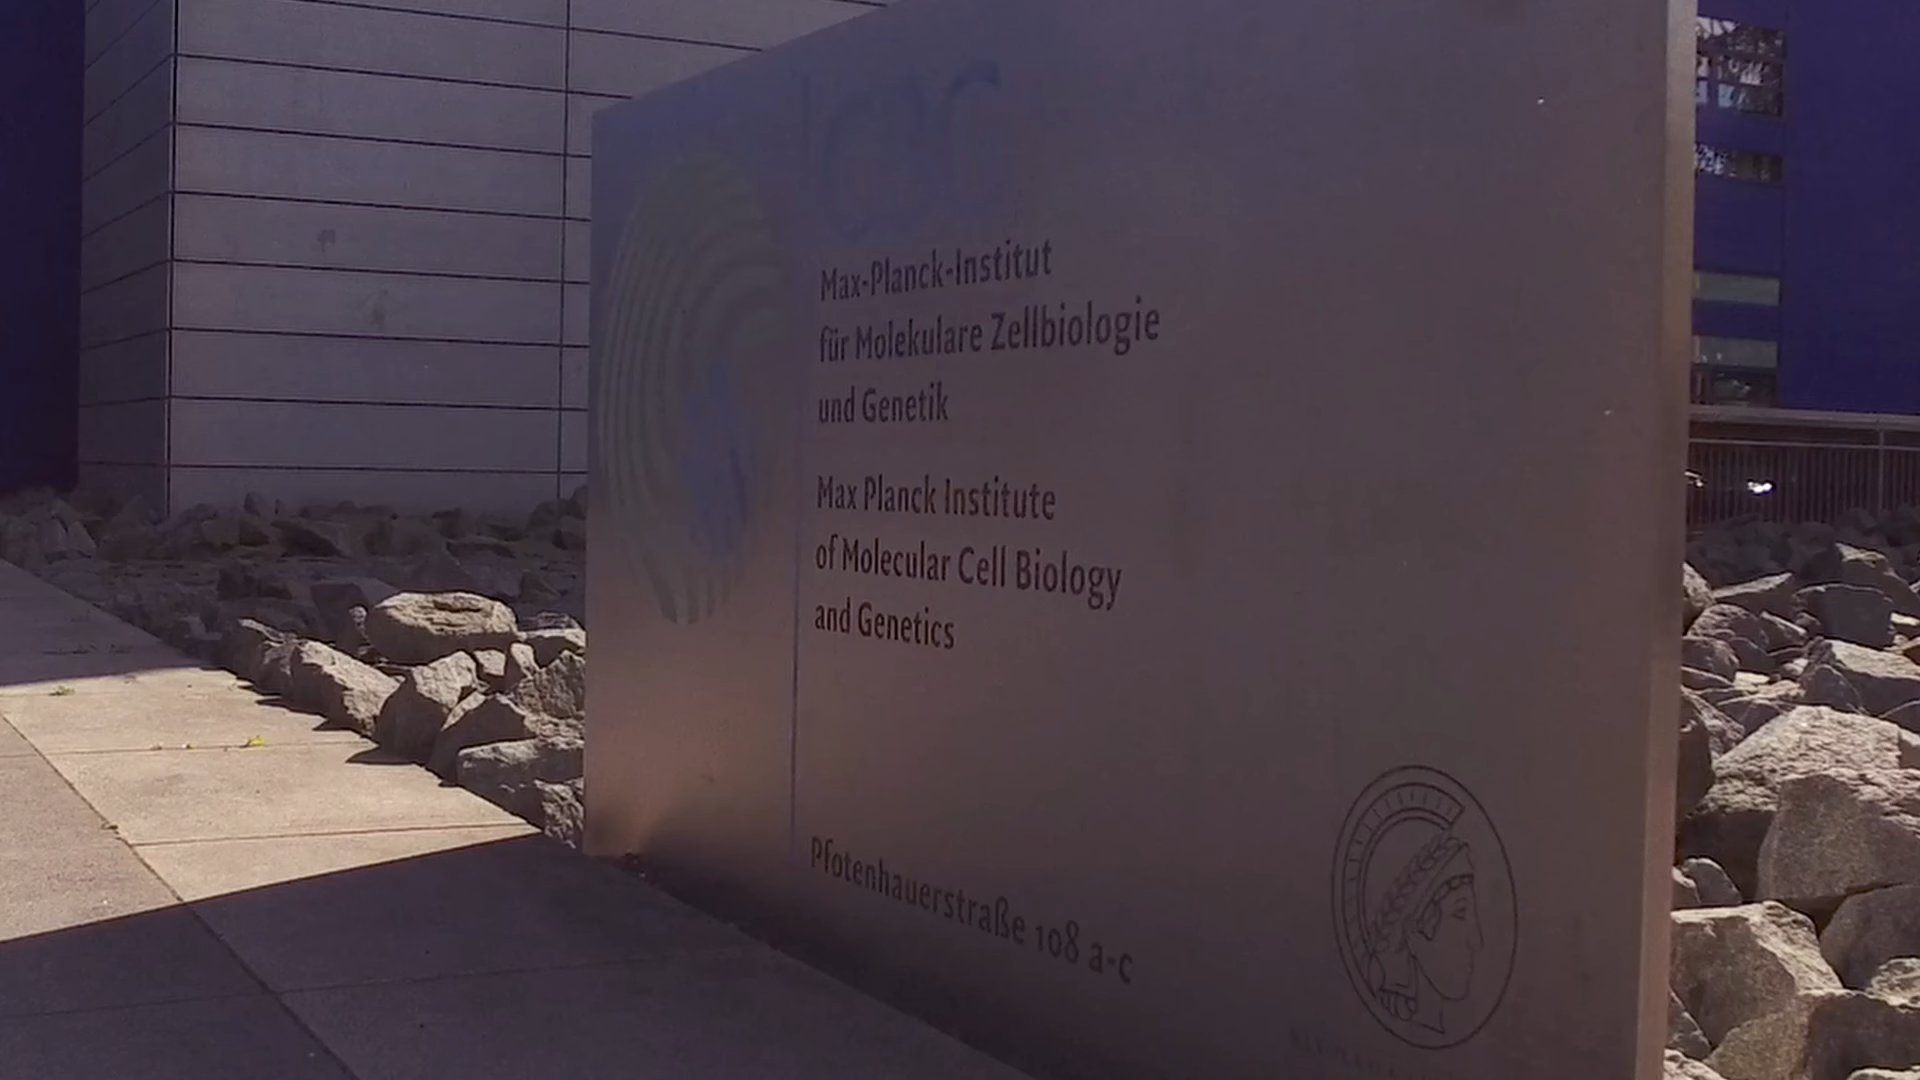 Max-Planck-Institut
für Molekulare Zellbiologie
und Genetik
Max Planck Institute
of Molecular Cell Biology
and Genetics
Pfotenhauerstraße 108 a-c